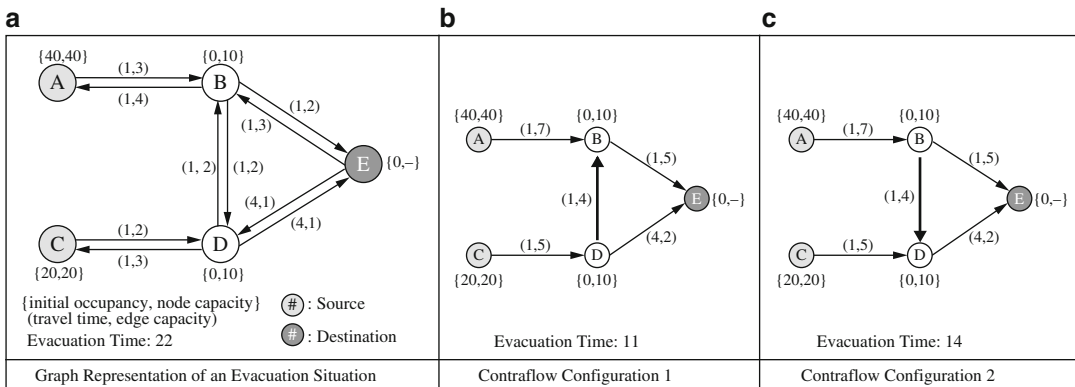 a
{40,40}
A
(1,3)
(1,4)
{0,10}
B
(1,2)
(1,3)
(1, 2)
(1,2)
E
{0,–}
(4,1)
(4,1)
C
(1,2)
(1,3)
D
{20,20}
{0,10}
{initial occupancy, node capacity}
(travel time, edge capacity)
Evacuation Time: 22
# : Source
# : Destination
Graph Representation of an Evacuation Situation
b
{40,40}
A
(1,7)
{0,10}
B
(1,5)
(1,4)
E
{0,–}
C
(1,5)
D
(4,2)
{20,20}
{0,10}
Evacuation Time: 11
Contraflow Configuration 1
c
{40,40}
A
(1,7)
{0,10}
B
(1,5)
(1,4)
E
{0,–}
C
(1,5)
D
(4,2)
{20,20}
{0,10}
Evacuation Time: 14
Contraflow Configuration 2